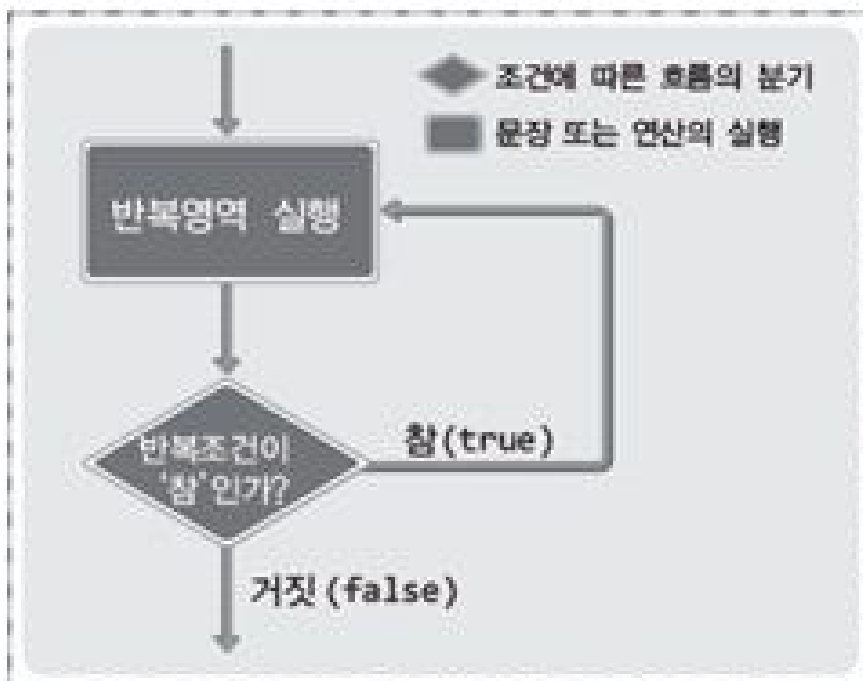 조건에 따른 흐름의 분기
문장 또는 연산의 실행
반복영역 실행
반복조건이
'참'인가?
참(true)
거짓(false)